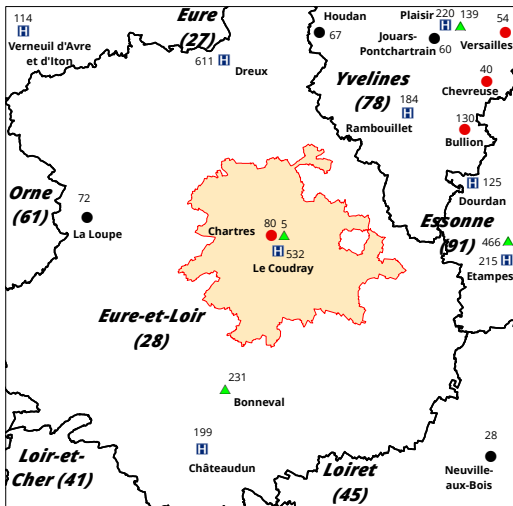 114
Verneuil d'Avre
et d'Iton
Eure
(27)
611
Dreux
Houdan
67
Plaisir
220
139
54
Jouars-
Pontchartrain
60
Versailles
Yvelines
(78)
40
Chevreuse
184
Rambouillet
130
Bullion
125
Dourdan
Orne
(61)
72
La Loupe
Chartres
80
5
532
Le Coudray
Essonne
(91)
466
215
Etampes
Eure-et-Loir
(28)
231
Bonneval
199
Châteaudun
Loir-et-
Cher (41)
Loiret
(45)
28
Neuville-
aux-Bois
H
H
H
H
H
H
H
H